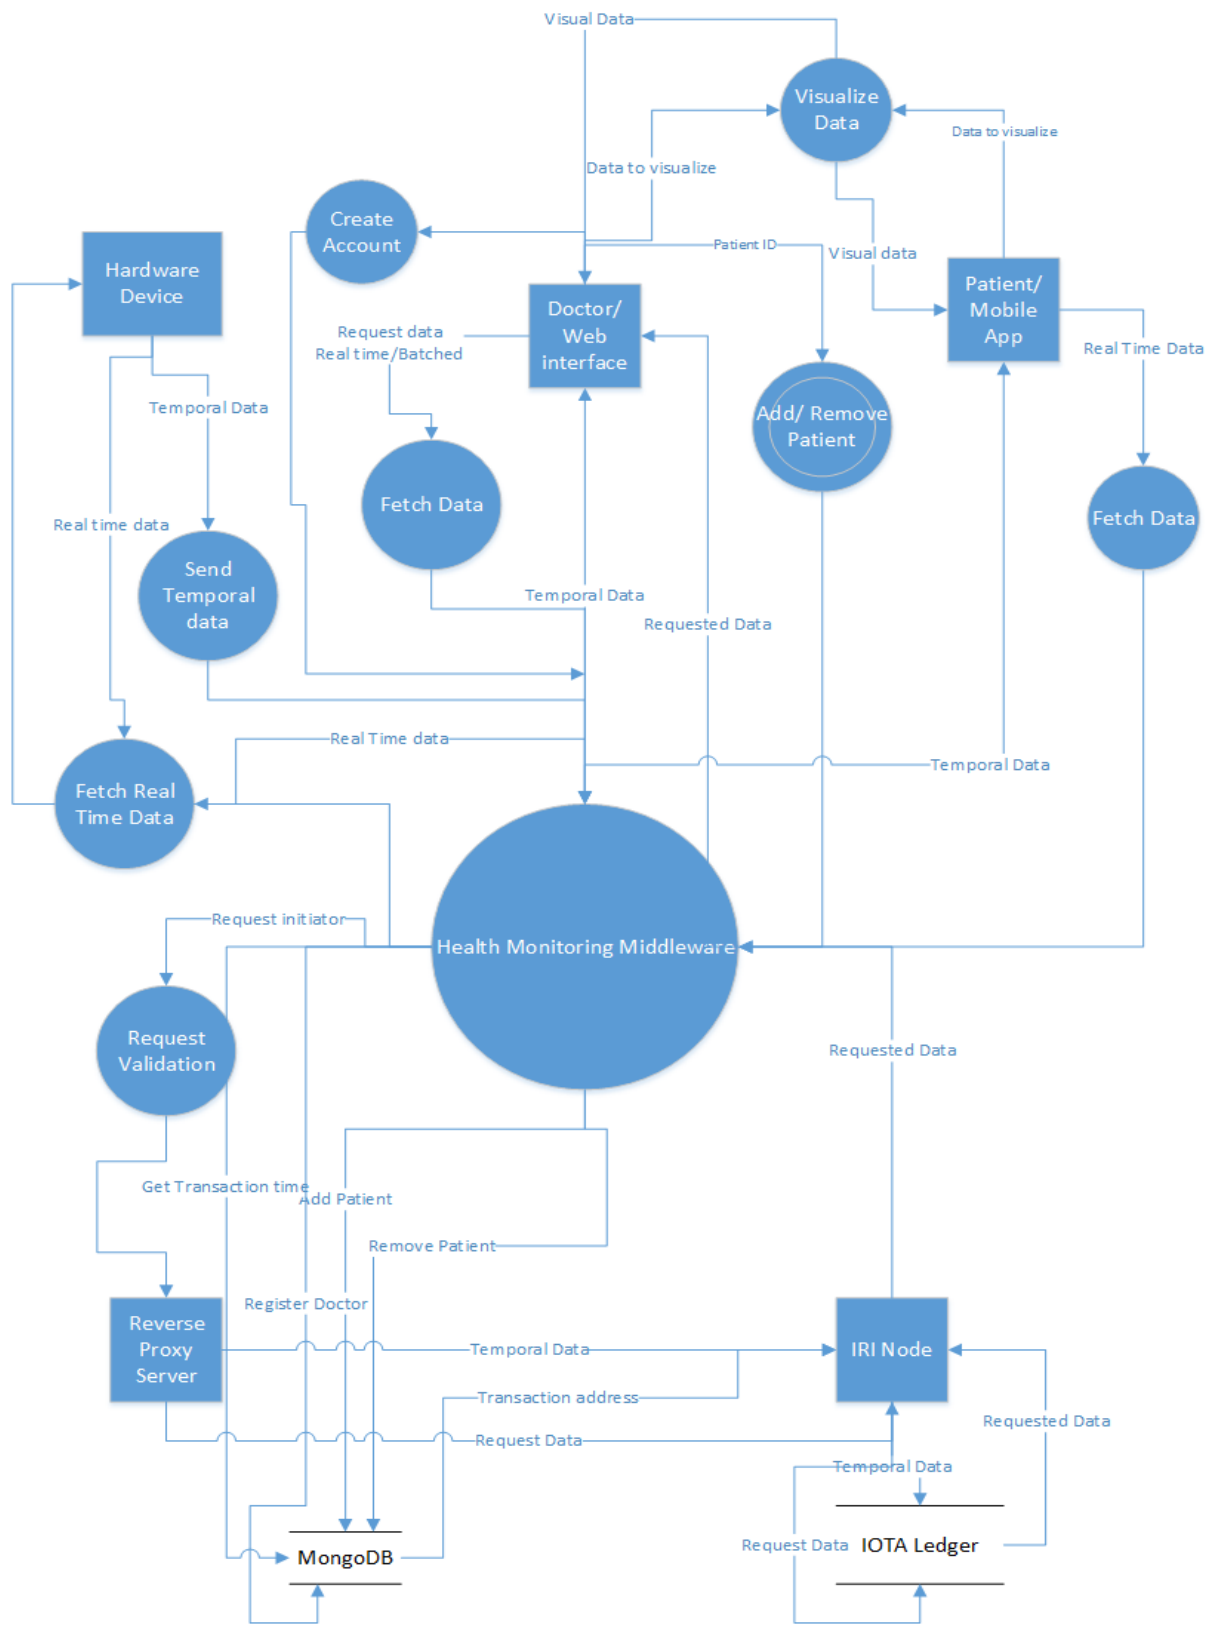 Visual Data
Visualize
Data
Data to visualize
Data to visualize
Create
Account
Patient ID
Visual data
Hardware
Device
Patient/
Mobile
App
Doctor/
Web
interface
Request data
Real time/Batched
Real Time Data
Temporal Data
Add/ Remove
Patient
Fetch Data
Fetch Data
Real time data
Send
Temporal
data
Temporal Data
Requested Data
Real Time data
Temporal Data
Fetch Real
Time Data
Request initiator
Health Monitoring Middleware
Request
Validation
Requested Data
Get Transaction time
Add Patient
Remove Patient
Register Doctor
Reverse
Proxy
Server
Temporal Data
IRI Node
Transaction address
Requested Data
Request Data
Temporal Data
Request Data
IOTA Ledger
MongoDB